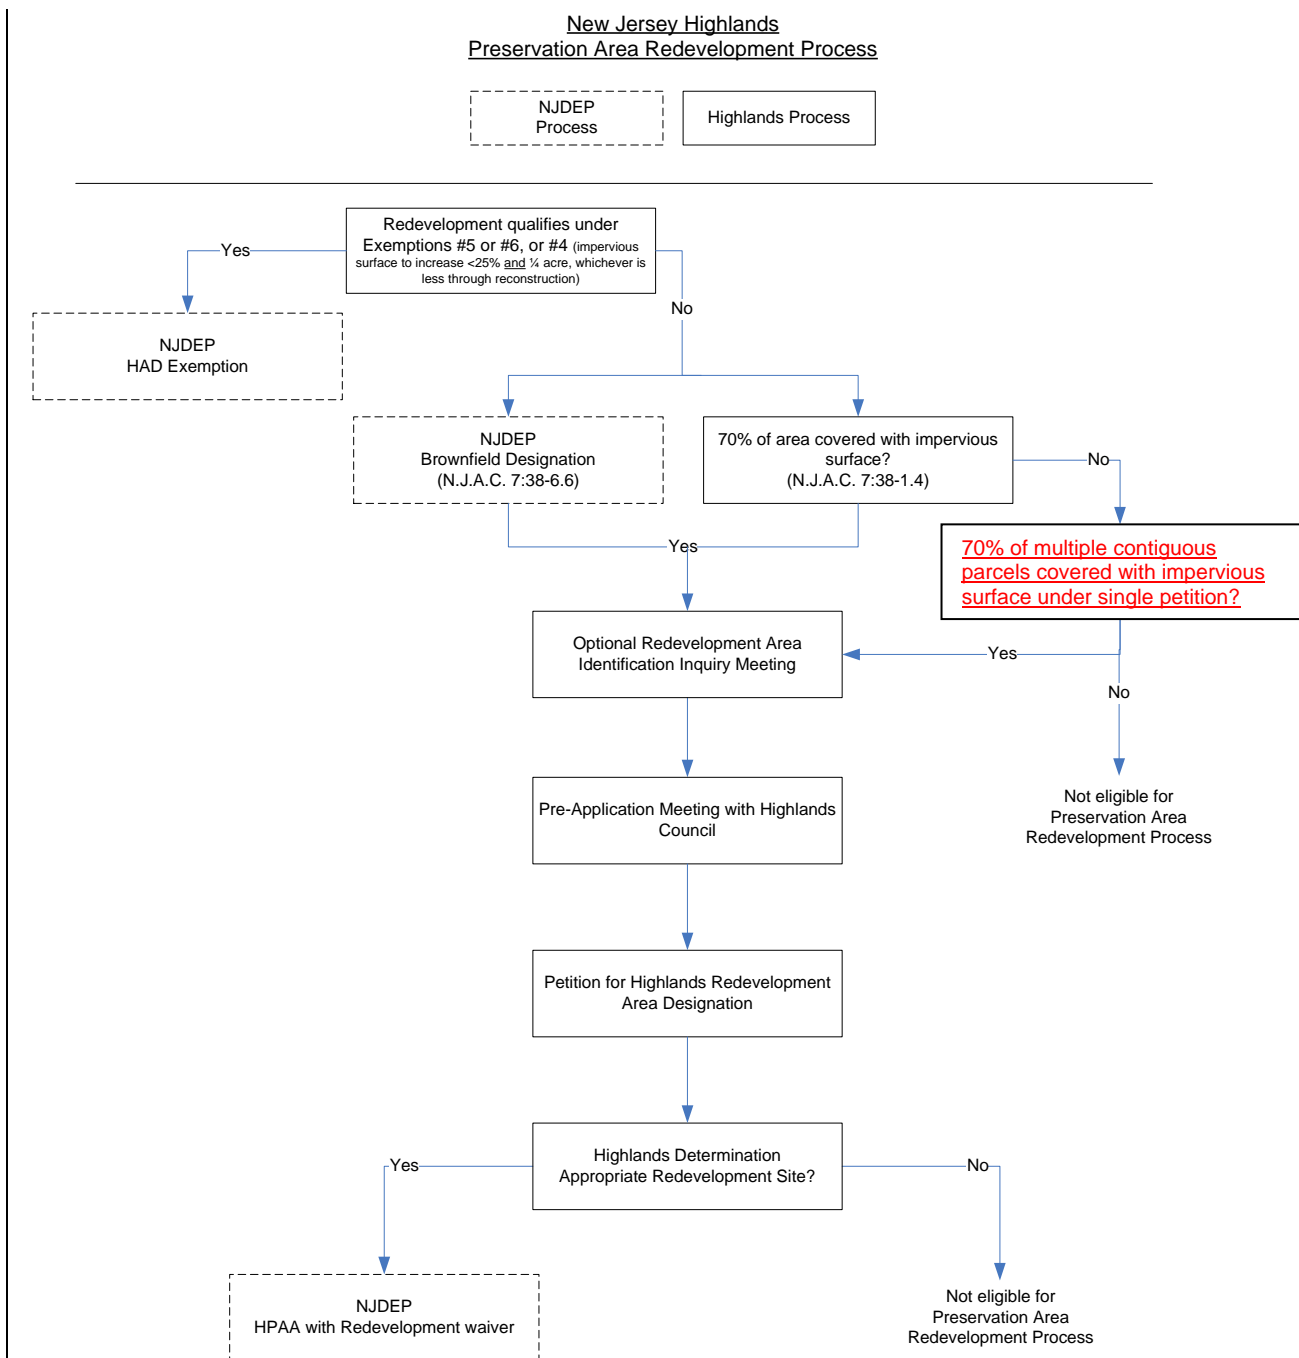 New Jersey Highlands
Preservation Area Redevelopment Process
NJDEP
Process
Highlands Process
Redevelopment qualifies under
Exemptions #5 or #6, or #4 (impervious
surface to increase <25% and ¼ acre, whichever is
less through reconstruction)
Yes
No
NJDEP
HAD Exemption
NJDEP
Brownfield Designation
(N.J.A.C. 7:38-6.6)
70% of area covered with impervious
surface?
(N.J.A.C. 7:38-1.4)
No
Yes
70% of multiple contiguous
parcels covered with impervious
surface under single petition?
Optional Redevelopment Area
Identification Inquiry Meeting
Yes
No
Pre-Application Meeting with Highlands
Council
Not eligible for
Preservation Area
Redevelopment Process
Petition for Highlands Redevelopment
Area Designation
Highlands Determination
Appropriate Redevelopment Site?
Yes
No
NJDEP
HPAA with Redevelopment waiver
Not eligible for
Preservation Area
Redevelopment Process